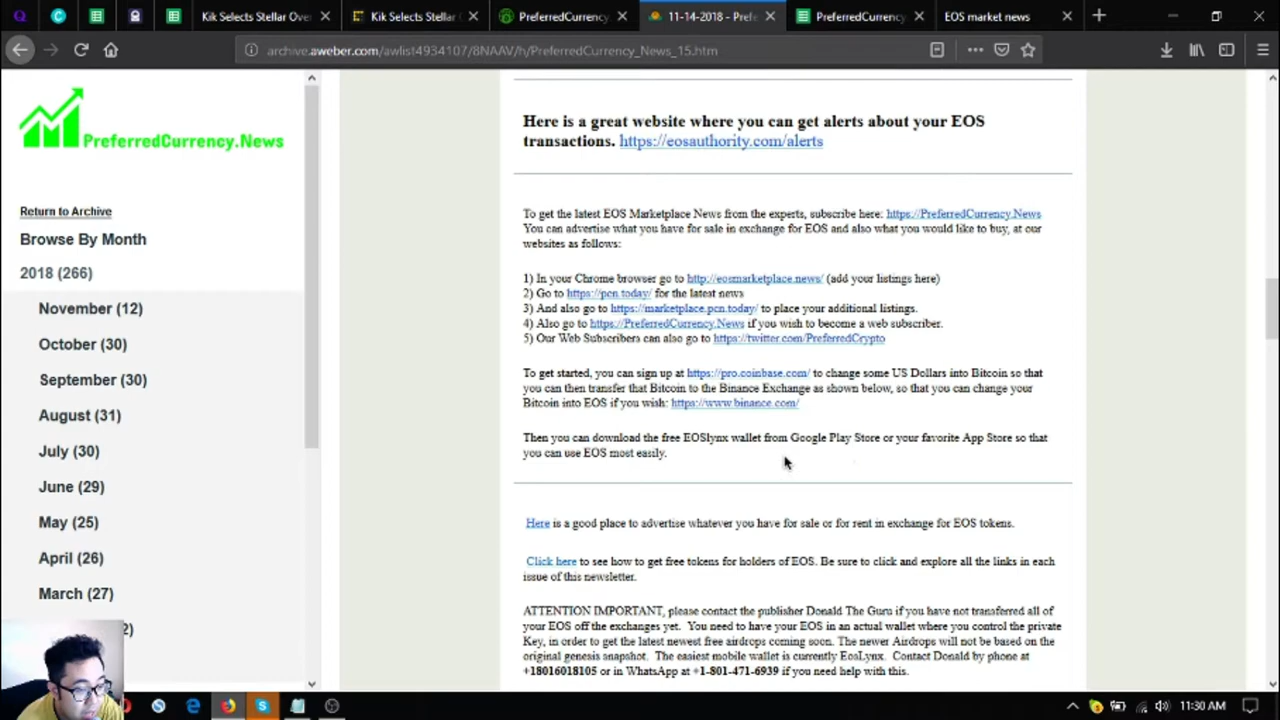 Kik Selects Stellar Over
Kik Selects Stellar
PreferredCurrency
11-14-2018 - Pref
PreferredCurrency
EOS market news
archive.aweber.com/awlist4934107/8NAAV/h/PreferredCurrency_News_15.htm
PreferredCurrency.News
Return to Archive
Browse By Month
2018 (266)
November (12)
October (30)
September (30)
August (31)
July (30)
June (29)
May (25)
April (26)
March (27)
2)
Here is a great website where you can get alerts about your EOS
transactions. https://eosauthority.com/alerts
To get the latest EOS Marketplace News from the experts, subscribe here: https://PreferredCurrency.News
You can advertise what you have for sale in exchange for EOS and also what you would like to buy, at our
websites as follows:
1) In your Chrome browser go to http://eosmarketplace.news/ (add your listings here)
2) Go to https://pcn.today/ for the latest news
3) And also go to https://marketplace.pcn.today/ to place your additional listings.
4) Also go to https://PreferredCurrency.News if you wish to become a web subscriber.
5) Our Web Subscribers can also go to https://twitter.com/PreferredCrypto
To get started, you can sign up at https://pro.coinbase.com/ to change some US Dollars into Bitcoin so that
you can then transfer that Bitcoin to the Binance Exchange as shown below, so that you can change your
Bitcoin into EOS if you wish: https://www.binance.com/
Then you can download the free EOSlynx wallet from Google Play Store or your favorite App Store so that
you can use EOS most easily.
Here is a good place to advertise whatever you have for sale or for rent in exchange for EOS tokens.
Click here to see how to get free tokens for holders of EOS. Be sure to click and explore all the links in each
issue of this newsletter.
ATTENTION IMPORTANT, please contact the publisher Donald The Guru if you have not transferred all of
your EOS off the exchanges yet. You need to have your EOS in an actual wallet where you control the private
Key, in order to get the latest newest free airdrops coming soon. The newer Airdrops will not be based on the
original genesis snapshot. The easiest mobile wallet is currently EosLynx. Contact Donald by phone at
+18016018105 or in WhatsApp at +1-801-471-6939 if you need help with this.
11:30 AM